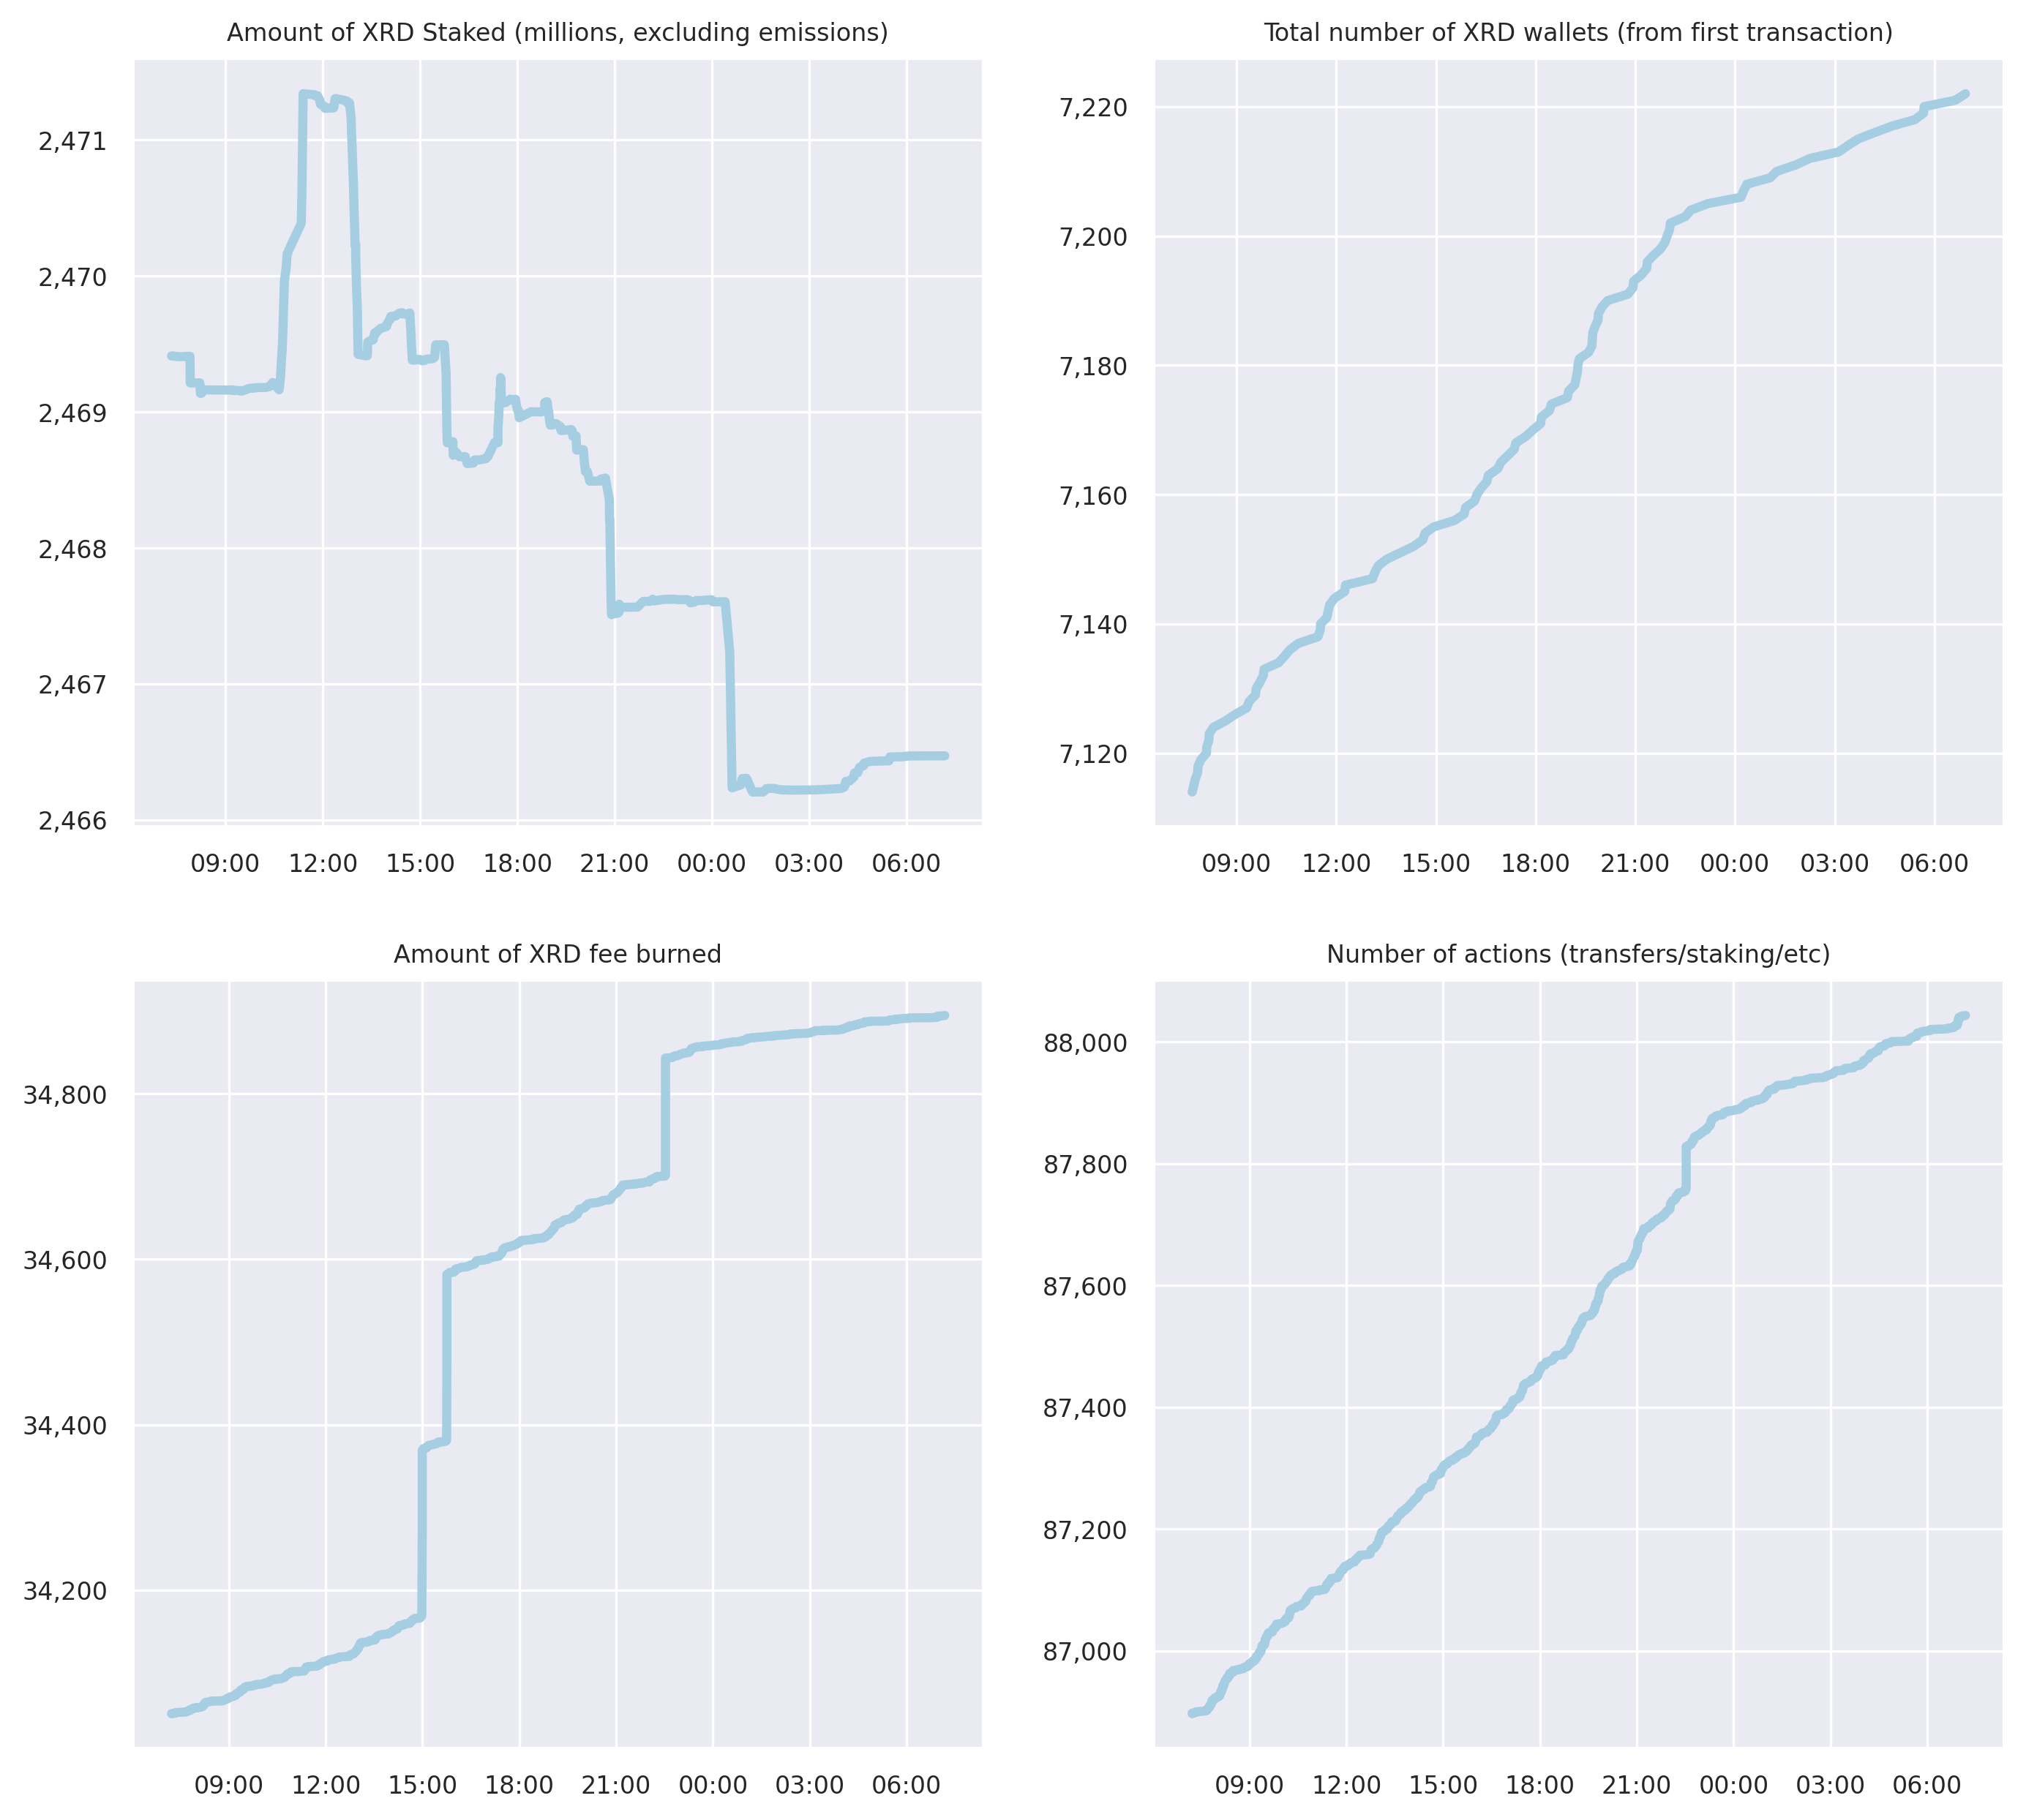 Amount of XRD Staked (millions, excluding emissions)
2,471
2,470
2,469
2,468
2,467
2,466
09:00 12:00 15:00 18:00 21:00 00:00 03:00 06:00
Total number of XRD wallets (from first transaction)
7,220
7,200
7,180
7,160
7,140
7,120
09:00 12:00 15:00 18:00 21:00 00:00 03:00 06:00
Amount of XRD fee burned
34,800
34,600
34,400
34,200
09:00 12:00 15:00 18:00 21:00 00:00 03:00 06:00
Number of actions (transfers/staking/etc)
88,000
87,800
87,600
87,400
87,200
87,000
09:00 12:00 15:00 18:00 21:00 00:00 03:00 06:00